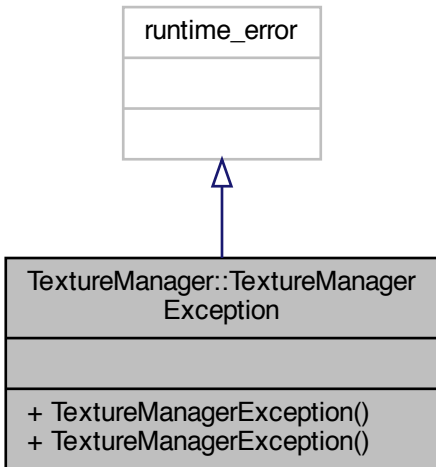 runtime_error
TextureManager::TextureManager
Exception
+ TextureManagerException()
+ TextureManagerException()